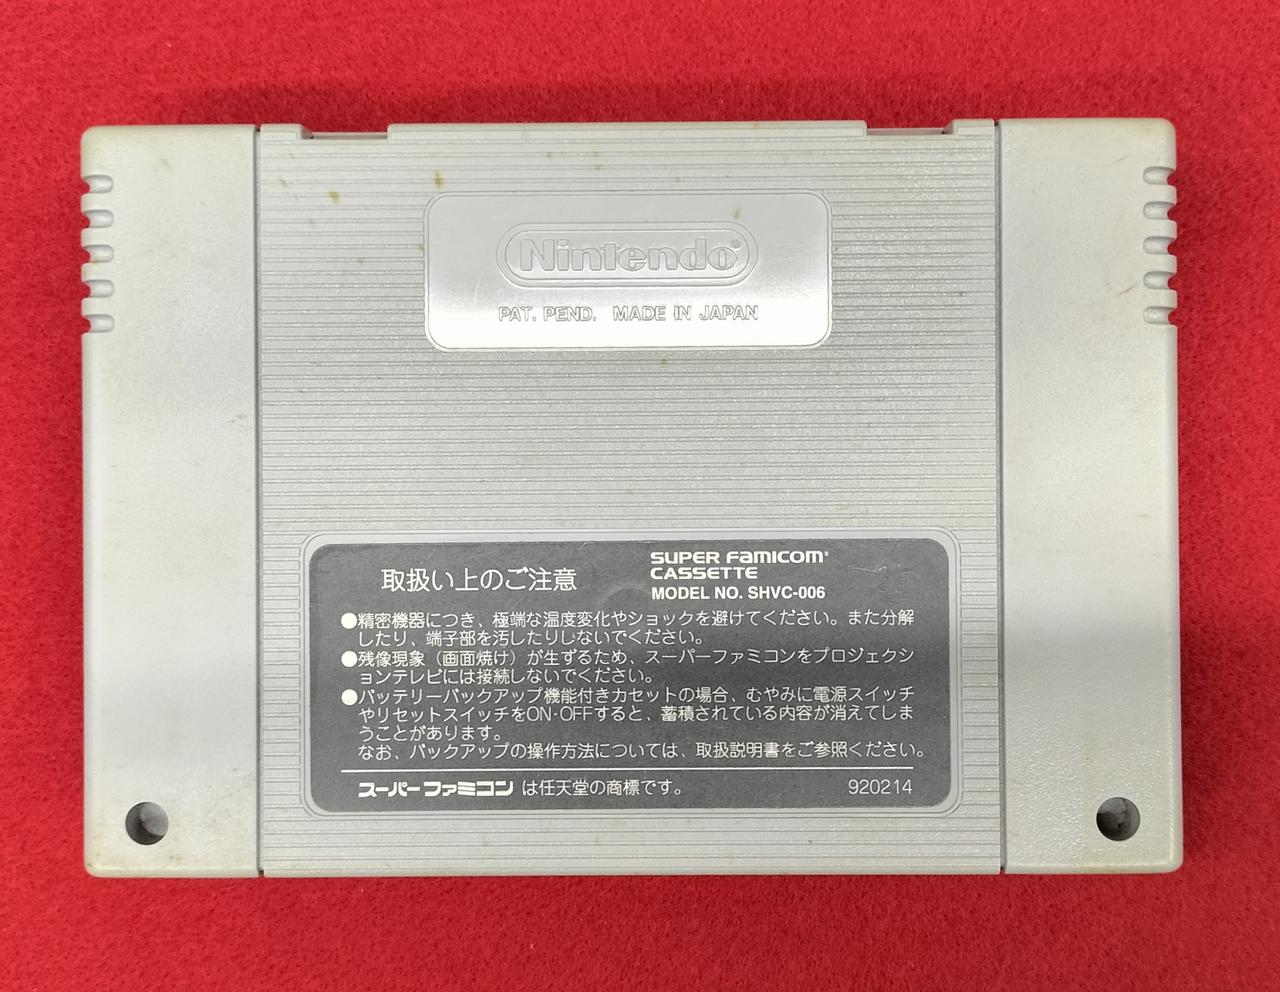 Nintendo®
PAT. PEND. MADE IN JAPAN
取扱い上のご注意
SUPER FAMICOM®
CASSETTE
MODEL NO. SHVC-006
●精密機器につき、極端な温度変化やショックを避けてください。また分解
したり、端子部を汚したりしないでください。
●残像現象（画面焼け）が生ずるため、スーパーファミコンをプロジェクシ
ョンテレビには接続しないでください。
●バッテリーバックアップ機能付きカセットの場合、むやみに電源スイッチ
やリセットスイッチをON・OFFすると、蓄積されている内容が消えてしま
うことがあります。
なお、バックアップの操作方法については、取扱説明書をご参照ください。
スーパーファミコンは任天堂の商標です。 920214